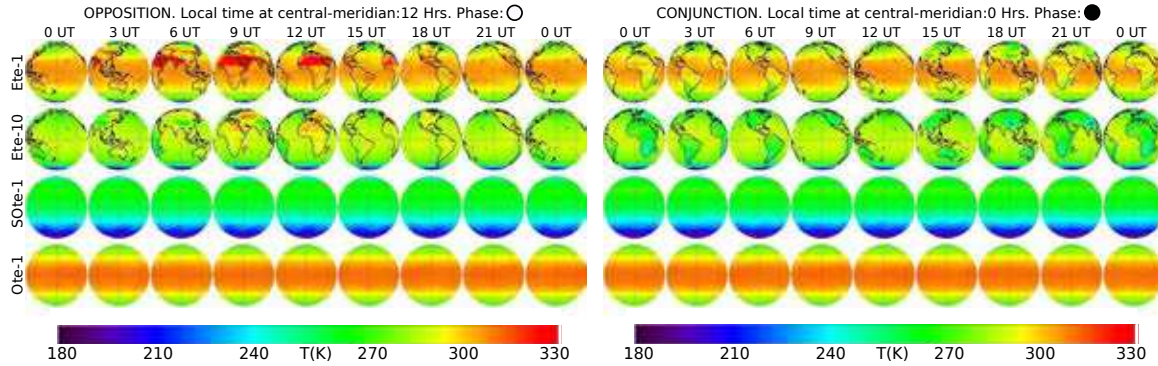 OPPOSITION. Local time at central-meridian:12 Hrs. Phase:
0 UT 3 UT 6 UT 9 UT 12 UT 15 UT 18 UT 21 UT 0 UT
Ete-1
Ete-10
SOte-1
Ote-1
180 210 240 T(K) 270 300 330
CONJUNCTION. Local time at central-meridian:0 Hrs. Phase:
0 UT 3 UT 6 UT 9 UT 12 UT 15 UT 18 UT 21 UT 0 UT
180 210 240 T(K) 270 300 330